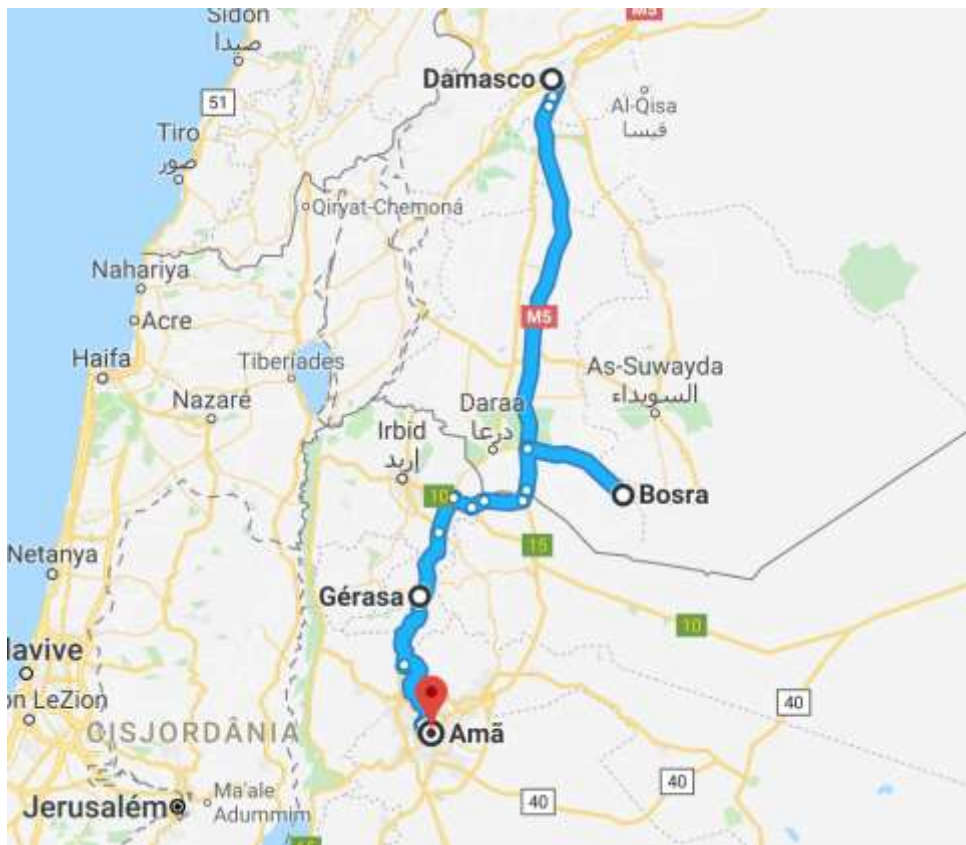 Sidon
صيدا
M5
Damasco
51
Al-Qisa
قيسا
Tiro
صور
Qiryat-Chemoná
Nahariya
M5
Acre
Haifa
Tiberíades
As-Suwayda
السويداء
Nazaré
Daraa
درعا
Irbid
إربد
10
Bosra
15
Netanya
Gérasa
10
lavive
40
on LeZion
CISJORDÂNIA
Amã
40
Ma'ale
Adummim
40
Jerusalém